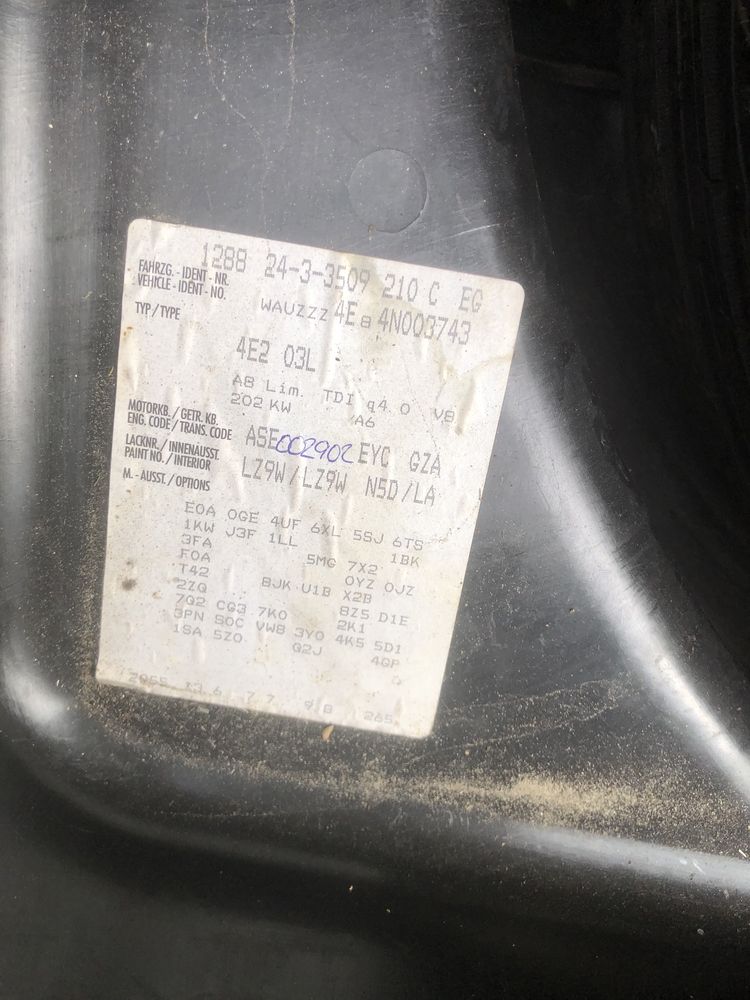 1288 24-3-3509 210 C EG
FAHRZG. - IDENT - NR.
VEHICLE - IDENT - NO.
WAUZZZ 4E 8 4N003743
TYP / TYPE
4E2 03L
A8 Lim. TDI q4.0 V8
202 KW A6
MOTORKB. / GETR. KB.
ENG. CODE / TRANS. CODE
ASE 002902 EYC GZA
LACKNR. / INNENAUSST.
PAINT NO. / INTERIOR
LZ9W / LZ9W N5D / LA
M. - AUSST. / OPTIONS
E0A 0GE 4UF 6XL 5SJ 6TS
1KW J3F 1LL 1BK
3FA 5MG 7X2
F0A 0YZ 0JZ
T42 8JK U1B X2B
2ZQ 8Z5 D1E
7Q2 CG3 7K0 2K1
3PN S0C VW8 3Y0 4K5 5D1
1SA 5Z0 G2J 4GP
265